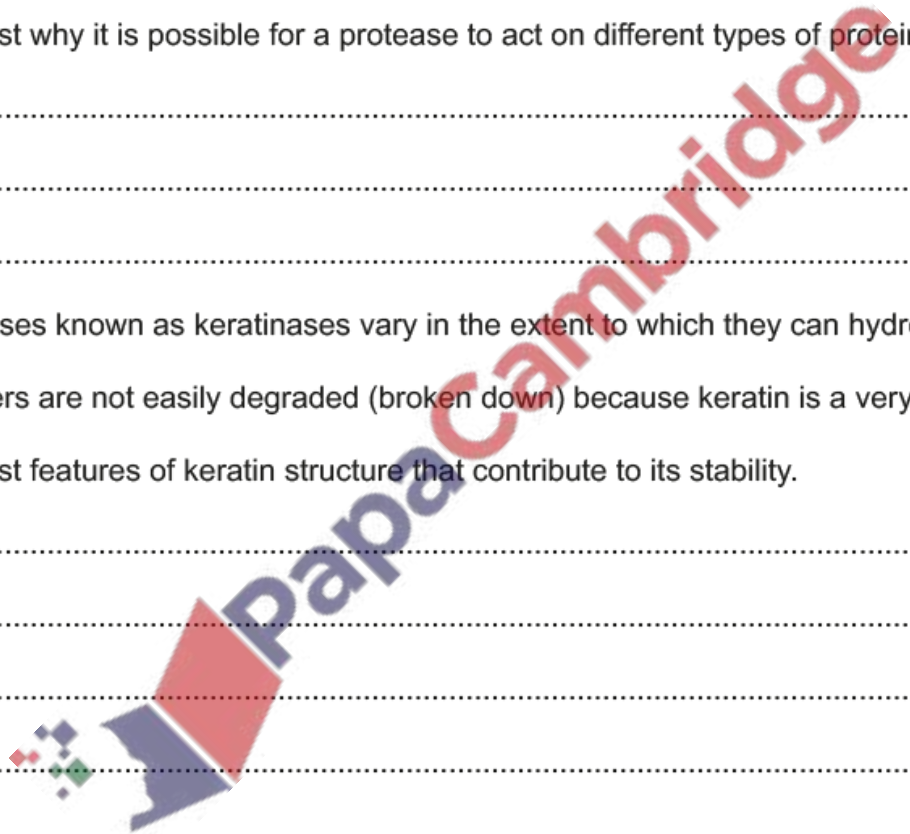 st why it is possible for a protease to act on different types of protein
ses known as keratinases vary in the extent to which they can hydr
ers are not easily degraded (broken down) because keratin is a very
st features of keratin structure that contribute to its stability.
PapaCambridge